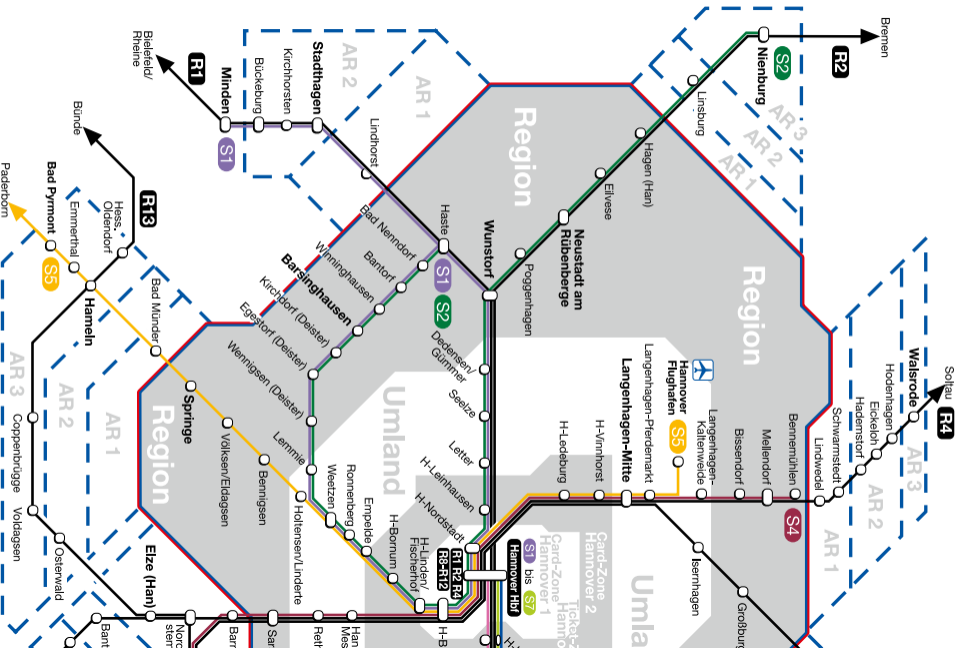 Bremen
R2
Nienburg
S2
Linsburg
Hagen (Han)
Eilvese
Neustadt am
Rübenberge
Poggenhagen
Wunstorf
AR 3
AR 2
AR 1
Region
Bielefeld/
Rheine
R1
Minden
S1
Bückeburg
Kirchhorsten
Stadthagen
Lindhorst
AR 2
AR 1
Haste
S1
S2
Bad Nenndorf
Bantorf
Winninghausen
Barsinghausen
Kirchdorf (Deister)
Egestorf (Deister)
Wennigsen (Deister)
Lemmie
Weetzen
Ronnenberg
Empelde
H-Bornum
H-Linden/
Fischerhof
Bünde
R13
Hess.
Oldendorf
Paderborn
Bad Pyrmont
S5
Emmerthal
Hameln
Bad Münder
Springe
Völksen/Eldagsen
Bennigsen
Holtensen/Linderte
AR 3
AR 2
AR 1
Region
Coppenbrügge
Voldagsen
Osterwald
Elze (Han)
Umland
Dedensen/
Gümmer
Seelze
Letter
H-Leinhausen
H-Nordstadt
R1 R2 R4
R8-R12
Hannover Hbf
S1
bis
S7
Card-Zone
Hannover 1
Card-Zone
Hannover 2
Umla
Region
Soltau
R4
Walsrode
Hodenhagen
Eickeloh
Hademstorf
Schwarmstedt
Lindwedel
AR 3
AR 2
AR 1
Bennemühlen
S4
Mellendorf
Bissendorf
Langenhagen-
Kaltenweide
Hannover
Flughafen
S5
Langenhagen-Pferdemarkt
Langenhagen-Mitte
H-Vinnhorst
H-Ledeburg
Isernhagen
Großburg
H-B
Bant